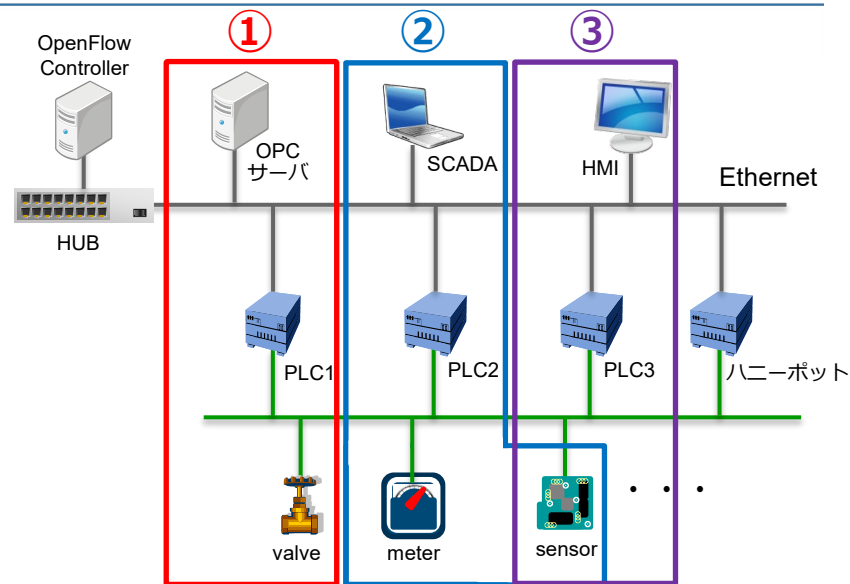 ①
②
③
OpenFlow
Controller
OPC
サーバ
SCADA
HMI
Ethernet
HUB
PLC1
PLC2
PLC3
ハニーポット
valve
meter
sensor
・・・